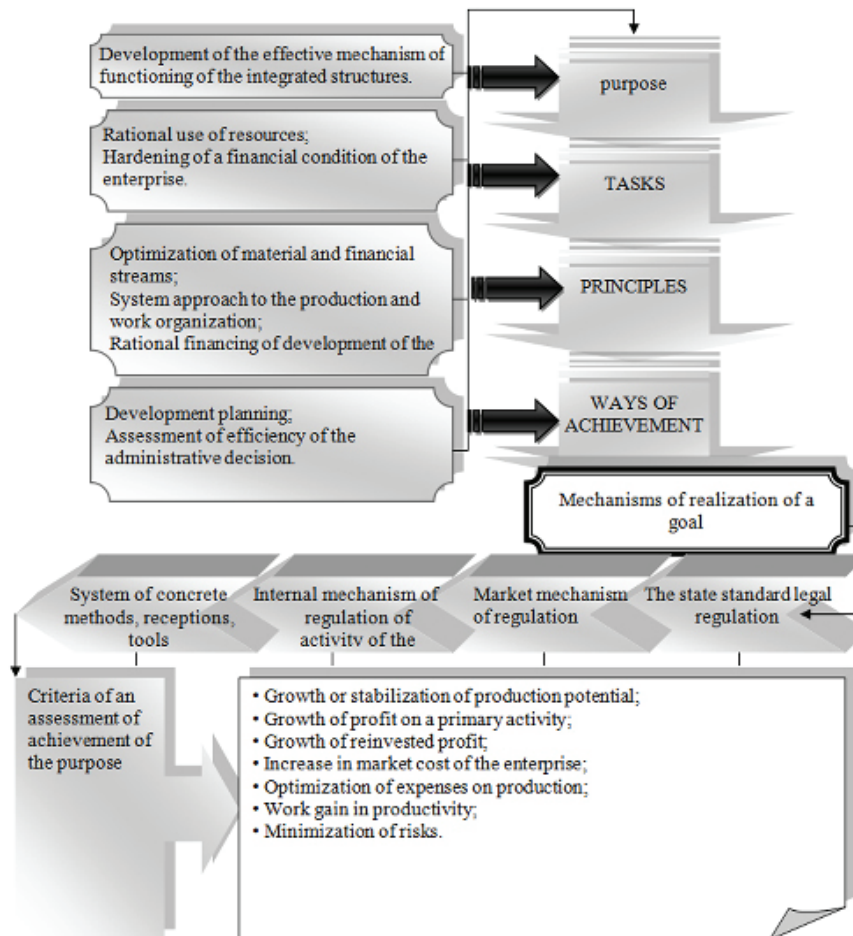 Development of the effective mechanism of
functioning of the integrated structures.
purpose
Rational use of resources;
Hardening of a financial condition of the
enterprise.
TASKS
Optimization of material and financial
streams;
System approach to the production and
work organization;
Rational financing of development of the
PRINCIPLES
Development planning;
Assessment of efficiency of the
administrative decision.
WAYS OF
ACHIEVEMENT
Mechanisms of realization of a
goal
System of concrete
methods, receptions,
tools
Internal mechanism of
regulation of
activity of the
Market mechanism
of regulation
The state standard legal
regulation
Criteria of an
assessment of
achievement of
the purpose
• Growth or stabilization of production potential;
• Growth of profit on a primary activity;
• Growth of reinvested profit;
• Increase in market cost of the enterprise;
• Optimization of expenses on production;
• Work gain in productivity;
• Minimization of risks.